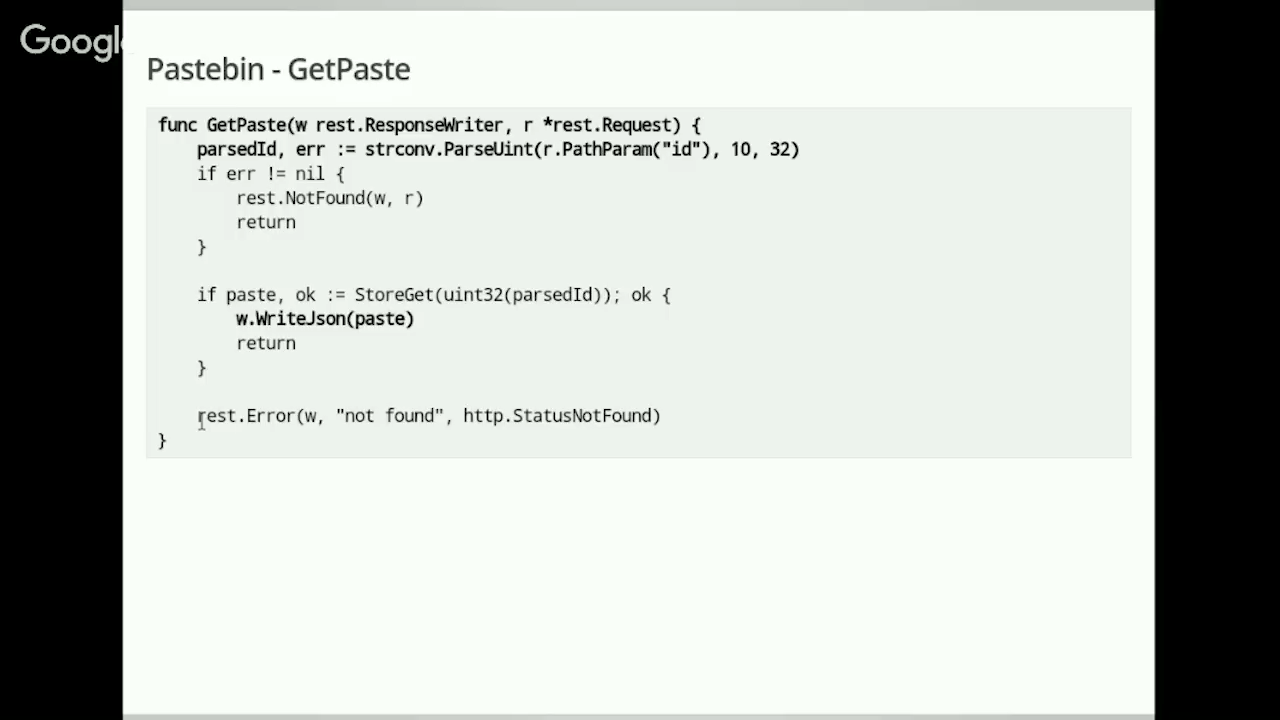 Google
Pastebin - GetPaste
func GetPaste(w rest.ResponseWriter, r *rest.Request) {
    parsedId, err := strconv.ParseUint(r.PathParam("id"), 10, 32)
    if err != nil {
        rest.NotFound(w, r)
        return
    }
    if paste, ok := StoreGet(uint32(parsedId)); ok {
        w.WriteJson(paste)
        return
    }
    rest.Error(w, "not found", http.StatusNotFound)
}